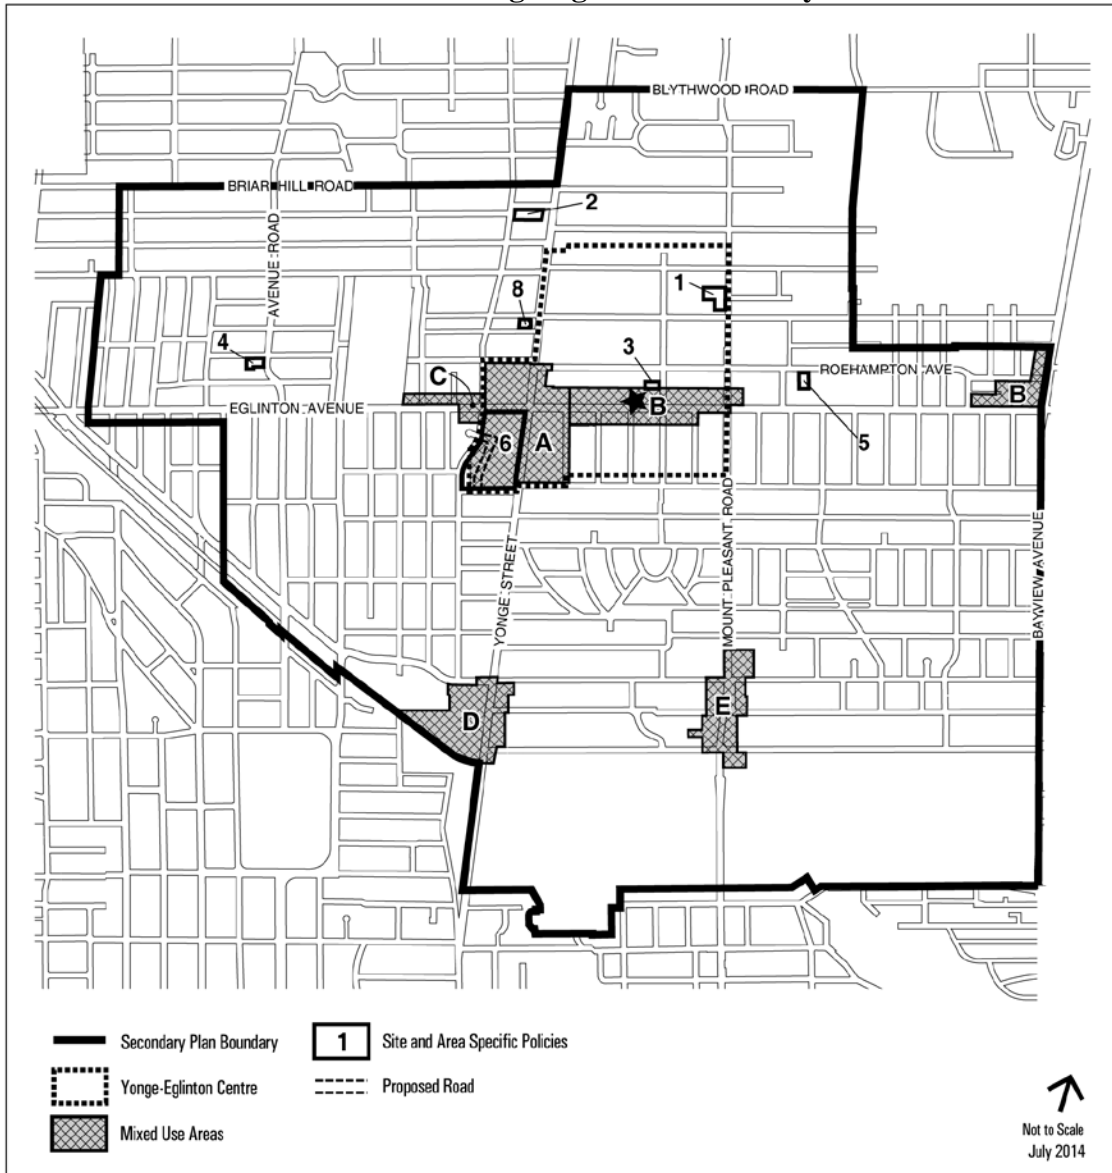 BLYTHWOOD ROAD
BRIAR HILL ROAD
2
AVENUE ROAD
1
8
4
3
C
ROEHAMPTON AVE
EGLINTON AVENUE
B
B
6
A
5
YONGE STREET
MOUNT PLEASANT ROAD
BAYVIEW AVENUE
D
E
Secondary Plan Boundary
1
Site and Area Specific Policies
Yonge-Eglinton Centre
Proposed Road
Mixed Use Areas
Not to Scale
July 2014